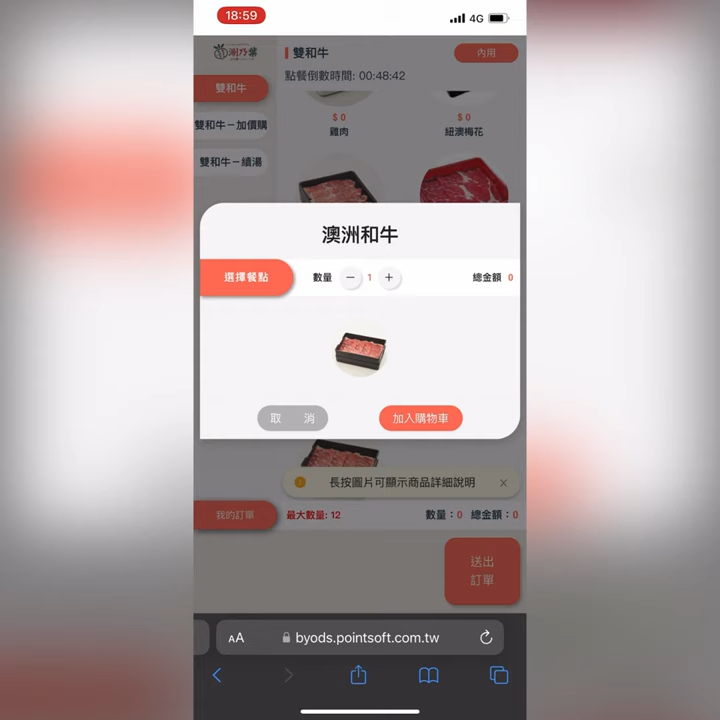 18:59
4G
涮乃葉
雙和牛
內用
點餐倒數時間: 00:48:42
雙和牛
雙和牛－加價購
雙和牛－續湯
$ 0
雞肉
$ 0
紐澳梅花
澳洲和牛
選擇餐點
數量
1
總金額 0
取 消
加入購物車
長按圖片可顯示商品詳細說明
我的訂單
最大數量: 12
數量：0
總金額：0
送出
訂單
AA
byods.pointsoft.com.tw